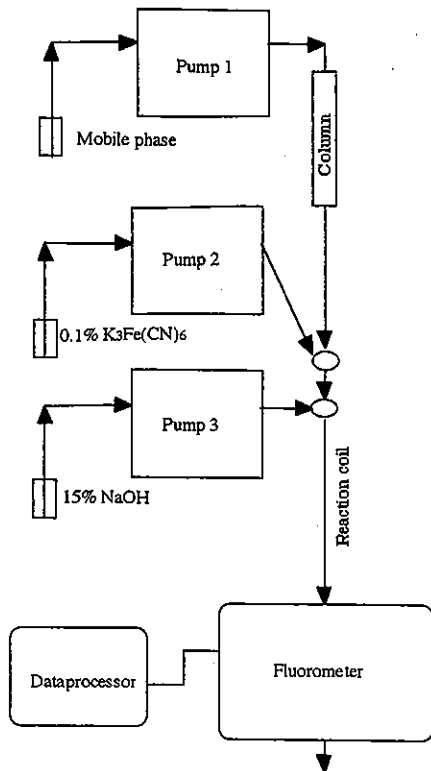 Pump 1
Mobile phase
Column
Pump 2
0.1% K3Fe(CN)6
Pump 3
15% NaOH
Reaction coil
Fluorometer
Dataprocessor